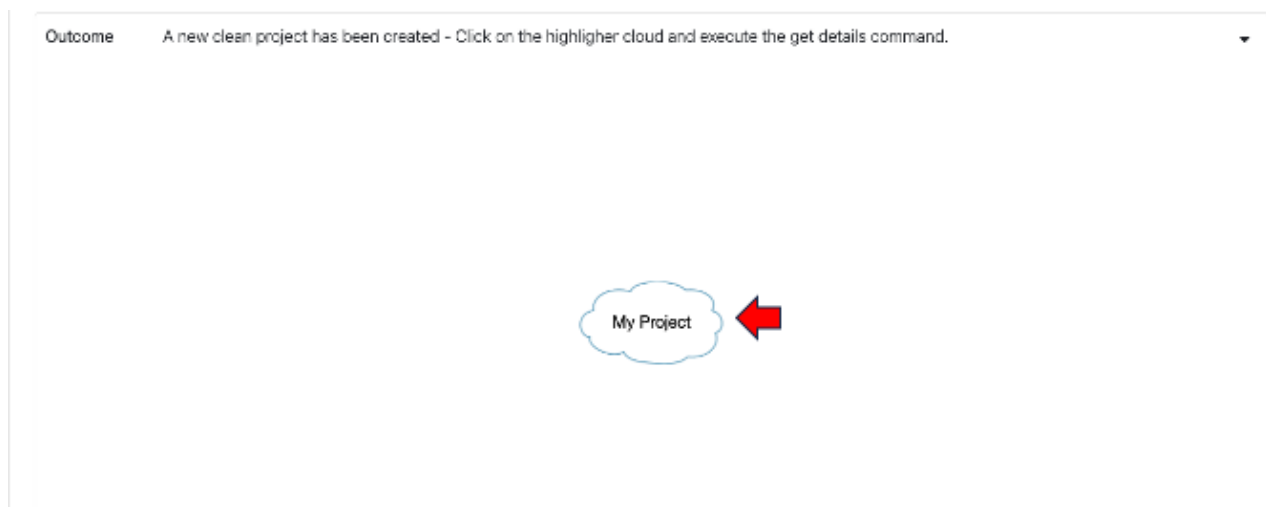 Outcome A new clean project has been created - Click on the highligher cloud and execute the get details command.
My Project